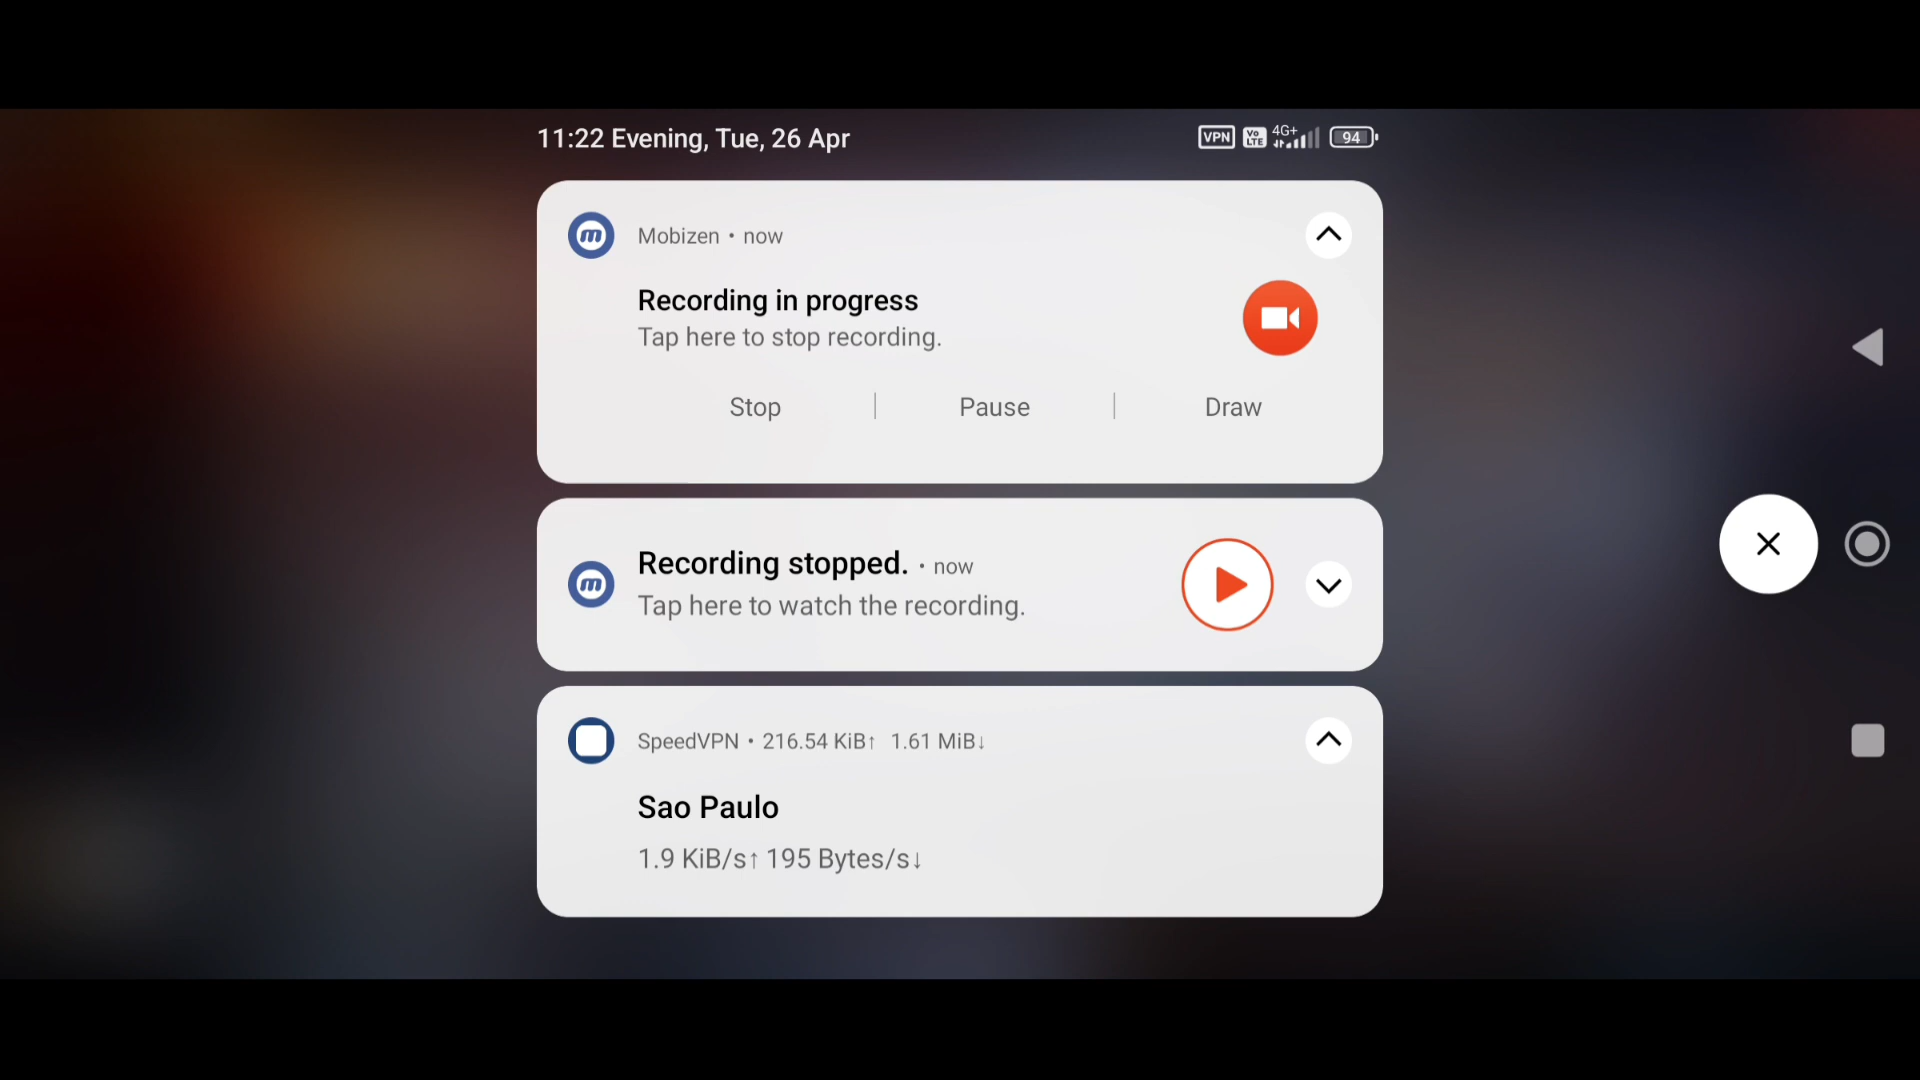 11:22 Evening, Tue, 26 Apr
VPN Vo LTE 4G+ 94
m Mobizen • now
Recording in progress
Tap here to stop recording.
Stop | Pause | Draw
m Recording stopped. • now
Tap here to watch the recording.
SpeedVPN • 216.54 KiB↑ 1.61 MiB↓
Sao Paulo
1.9 KiB/s↑ 195 Bytes/s↓